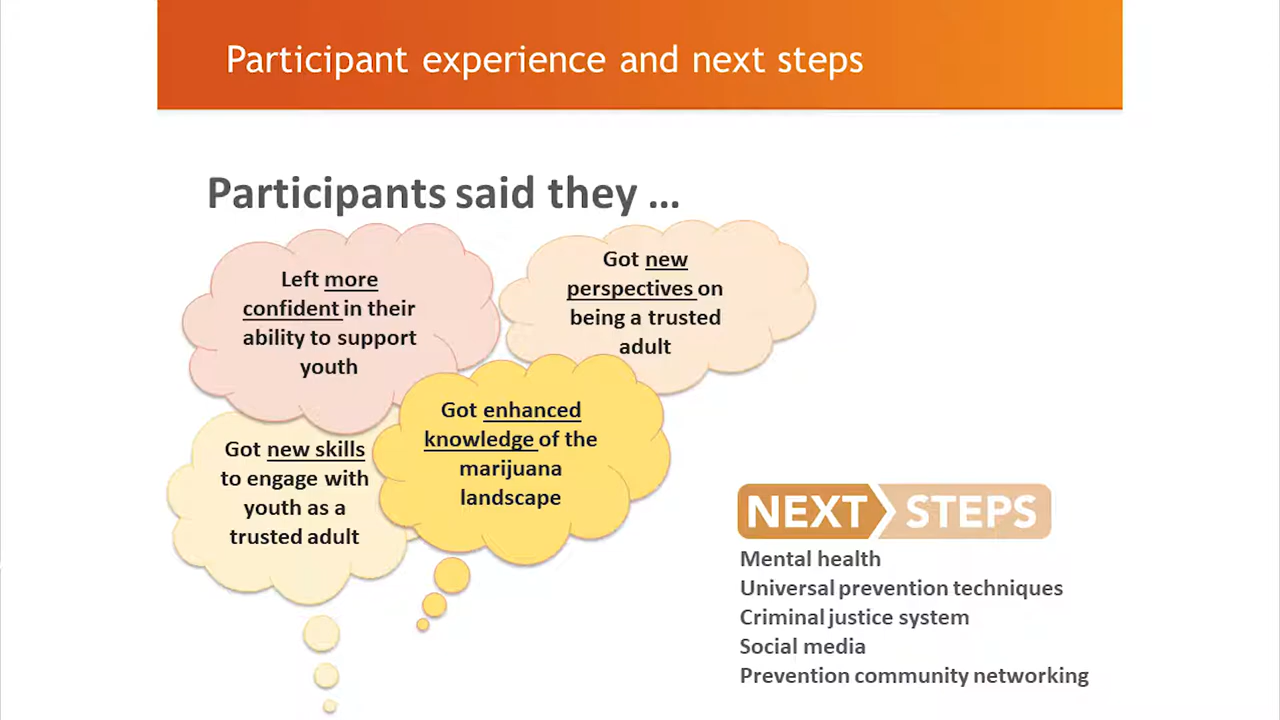 Participant experience and next steps
Participants said they ...
Left more
confident in their
ability to support
youth
Got new
perspectives on
being a trusted
adult
Got new skills
to engage with
youth as a
trusted adult
Got enhanced
knowledge of the
marijuana
landscape
NEXT STEPS
Mental health
Universal prevention techniques
Criminal justice system
Social media
Prevention community networking